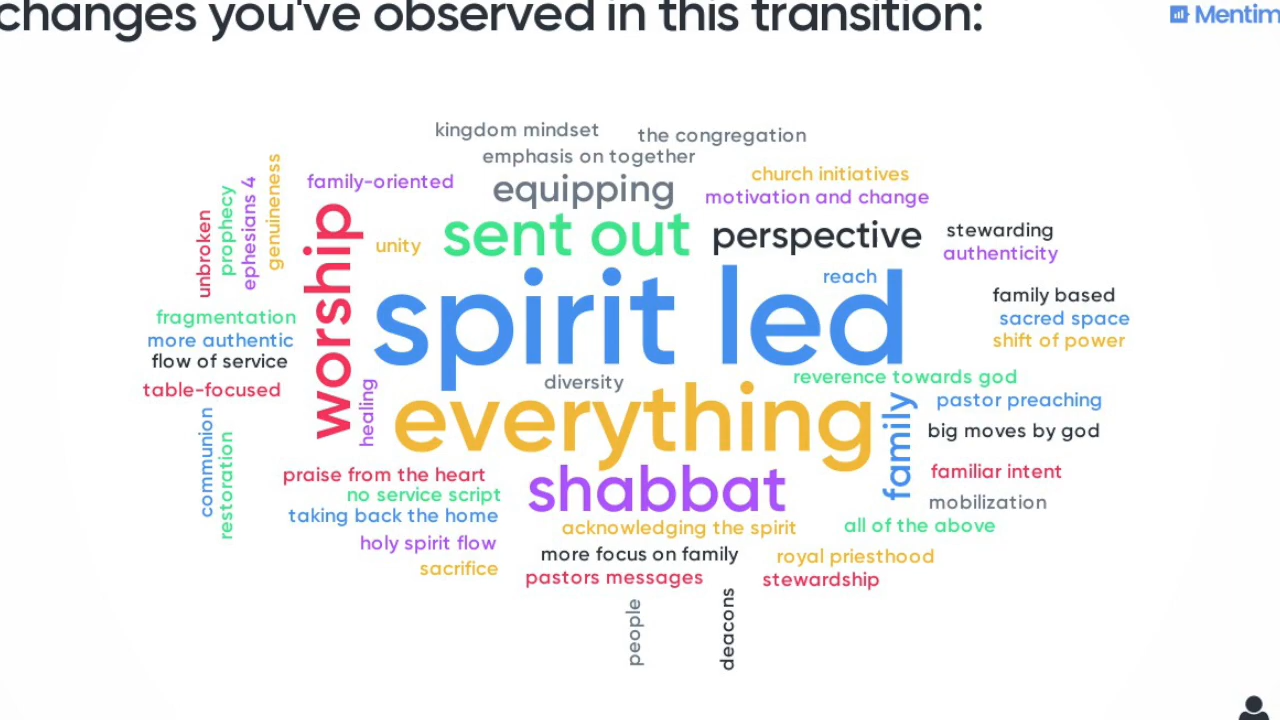 changes you've observed in this transition:
Mentim
kingdom mindset
the congregation
emphasis on together
church initiatives
family-oriented
equipping
motivation and change
genuineness
ephesians 4
prophecy
unbroken
worship
unity
sent out
perspective
stewarding
authenticity
reach
spirit led
family based
sacred space
shift of power
fragmentation
more authentic
flow of service
table-focused
diversity
reverence towards god
healing
everything
family
pastor preaching
big moves by god
communion
restoration
praise from the heart
no service script
taking back the home
shabbat
familiar intent
mobilization
acknowledging the spirit
all of the above
holy spirit flow
more focus on family
royal priesthood
sacrifice
pastors messages
stewardship
people
deacons